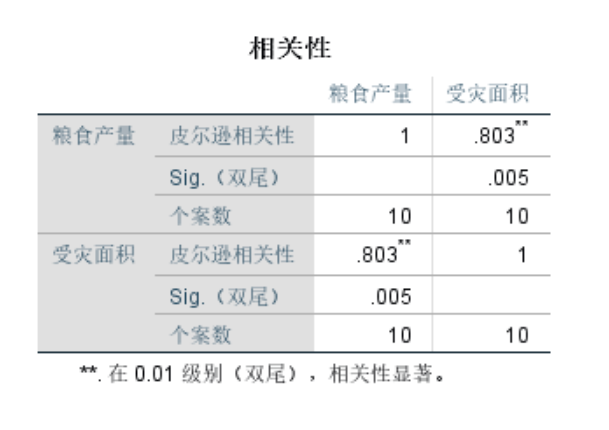 相关性
粮食产量 受灾面积
粮食产量 皮尔逊相关性 1 .803**
Sig.（双尾） .005
个案数 10 10
受灾面积 皮尔逊相关性 .803** 1
Sig.（双尾） .005
个案数 10 10
**. 在 0.01 级别（双尾），相关性显著。